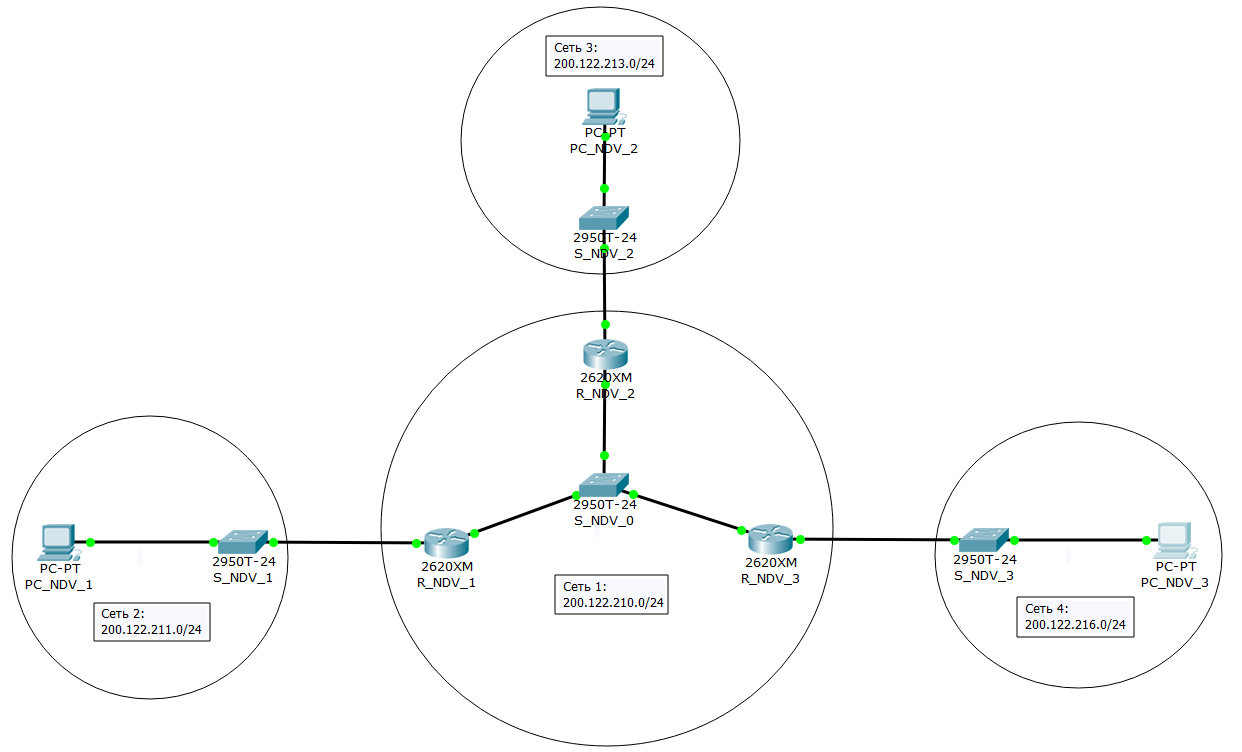 Сеть 3:
200.122.213.0/24
PC-PT
PC_NDV_2
2950T-24
S_NDV_2
2620XM
R_NDV_2
2950T-24
S_NDV_0
2620XM
R_NDV_1
2620XM
R_NDV_3
Сеть 1:
200.122.210.0/24
PC-PT
PC_NDV_1
2950T-24
S_NDV_1
Сеть 2:
200.122.211.0/24
2950T-24
S_NDV_3
PC-PT
PC_NDV_3
Сеть 4:
200.122.216.0/24